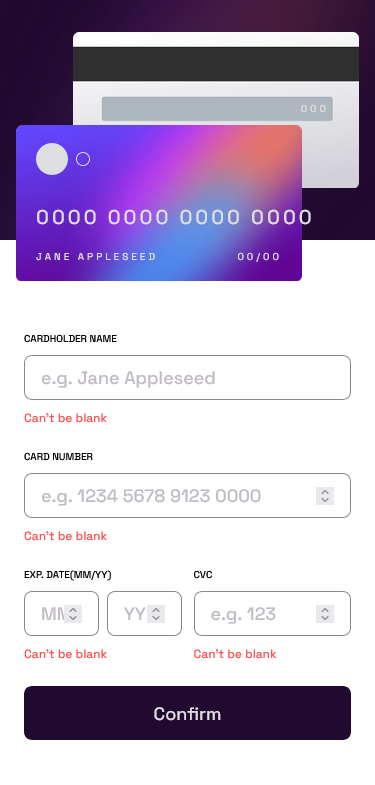 000
0000 0000 0000 0000
JANE APPLESEED 00/00
CARDHOLDER NAME
e.g. Jane Appleseed
Can't be blank
CARD NUMBER
e.g. 1234 5678 9123 0000
Can't be blank
EXP. DATE(MM/YY) CVC
MM YY e.g. 123
Can't be blank Can't be blank
Confirm